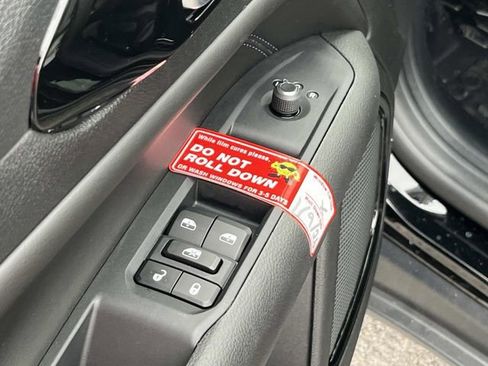 While film cures please,
DO NOT
ROLL DOWN
OR WASH WINDOWS FOR 3-5 DAYS